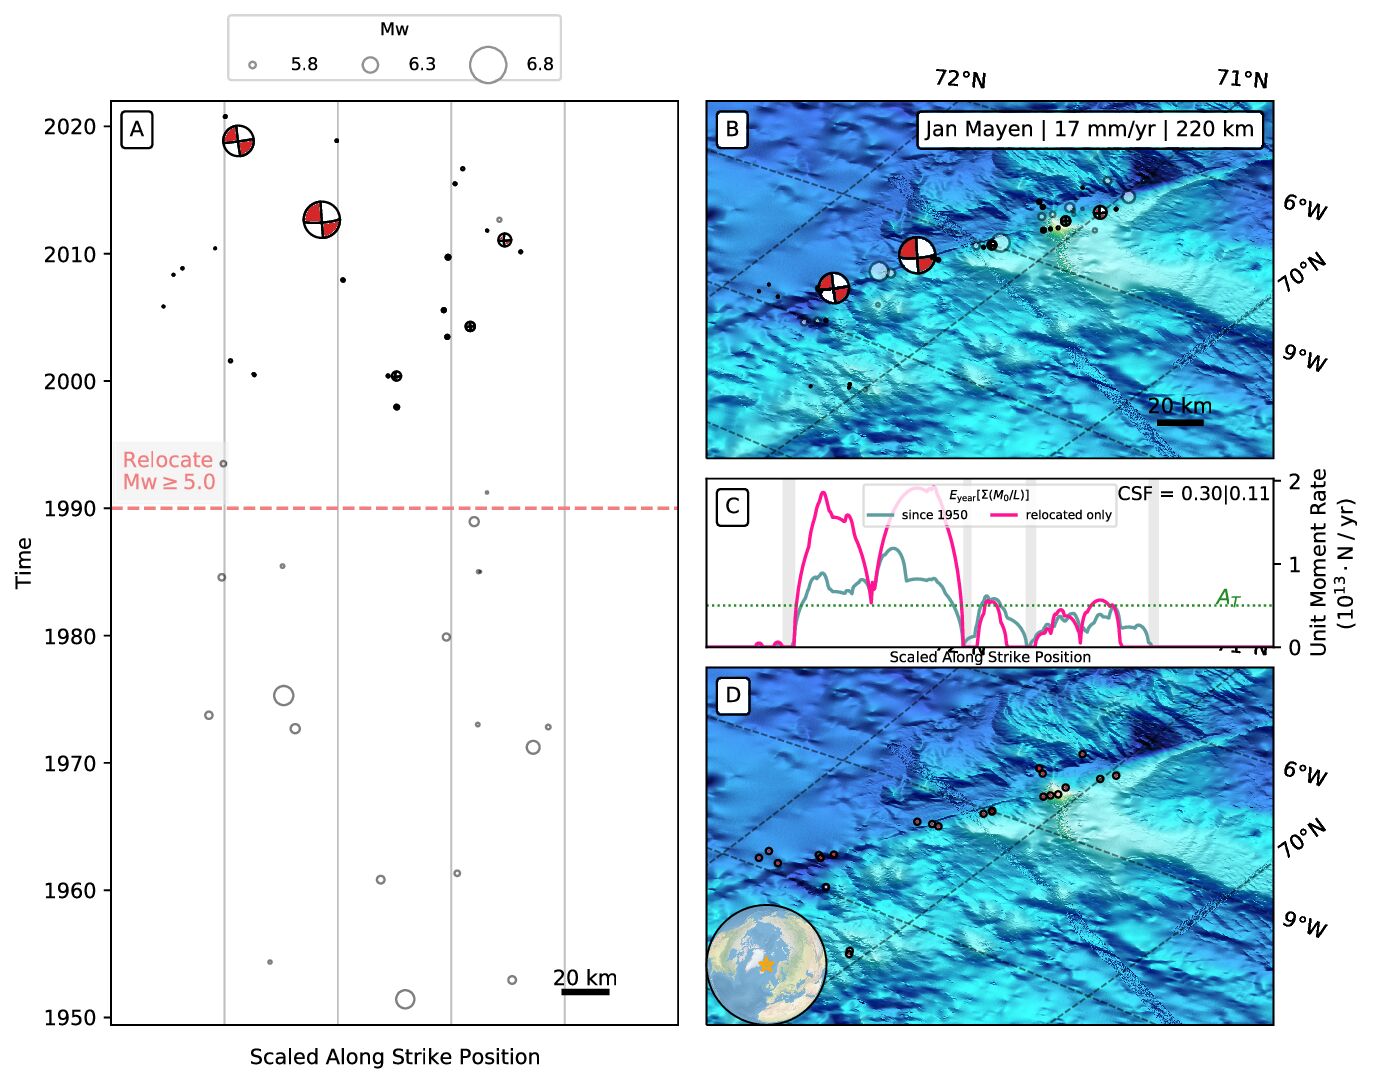 Mw
5.8 6.3 6.8
A
2020
2010
2000
1990
1980
1970
1960
1950
Time
Relocate
Mw ≥ 5.0
20 km
Scaled Along Strike Position
72°N 71°N
B
Jan Mayen | 17 mm/yr | 220 km
6°W
70°N
9°W
20 km
C
E_year[Σ(M_0/L)]
since 1950 relocated only
CSF = 0.30|0.11
A_T
2
1
0
Unit Moment Rate
(10^13 · N / yr)
72°N 71°N
Scaled Along Strike Position
D
6°W
70°N
9°W